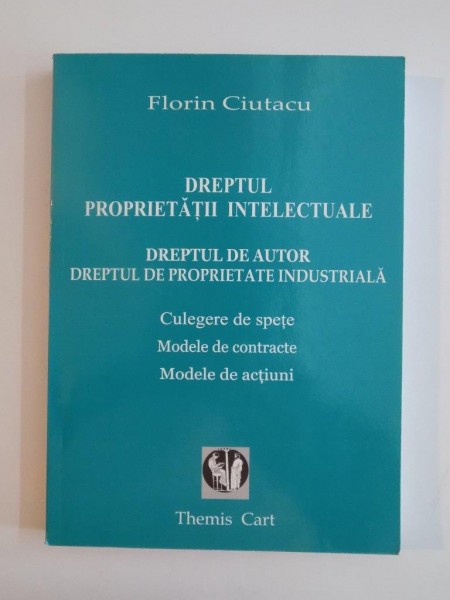 Florin Ciutacu
DREPTUL
PROPRIETĂȚII INTELECTUALE
DREPTUL DE AUTOR
DREPTUL DE PROPRIETATE INDUSTRIALĂ
Culegere de spețe
Modele de contracte
Modele de acțiuni
Themis Cart